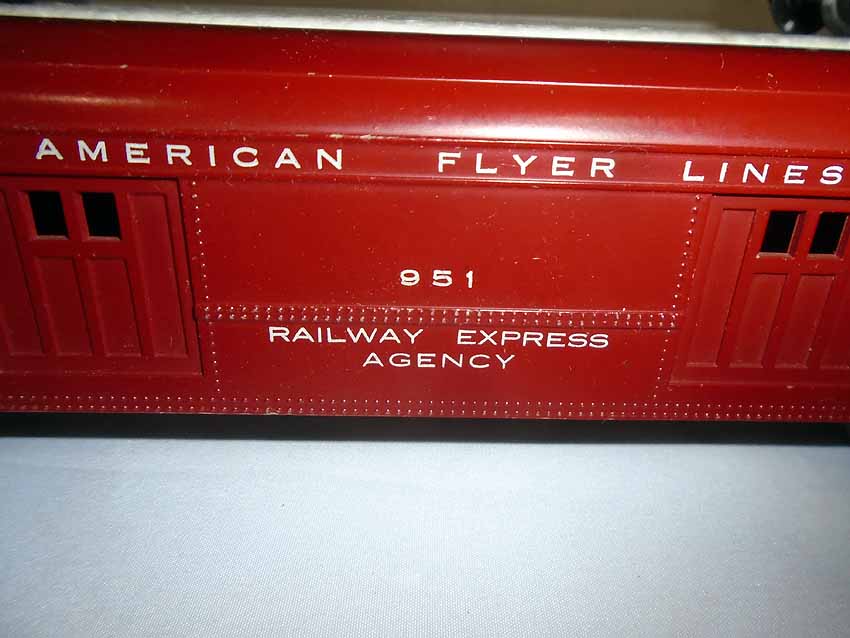 AMERICAN FLYER LINES
951
RAILWAY EXPRESS
AGENCY